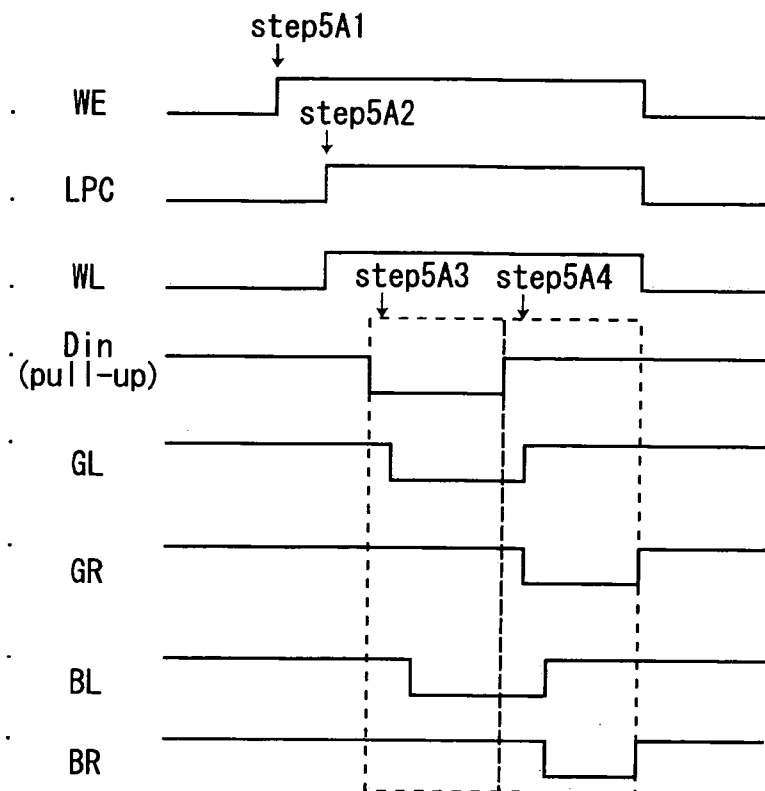 step5A1
WE
step5A2
LPC
WL
step5A3 step5A4
Din
(pull-up)
GL
GR
BL
BR